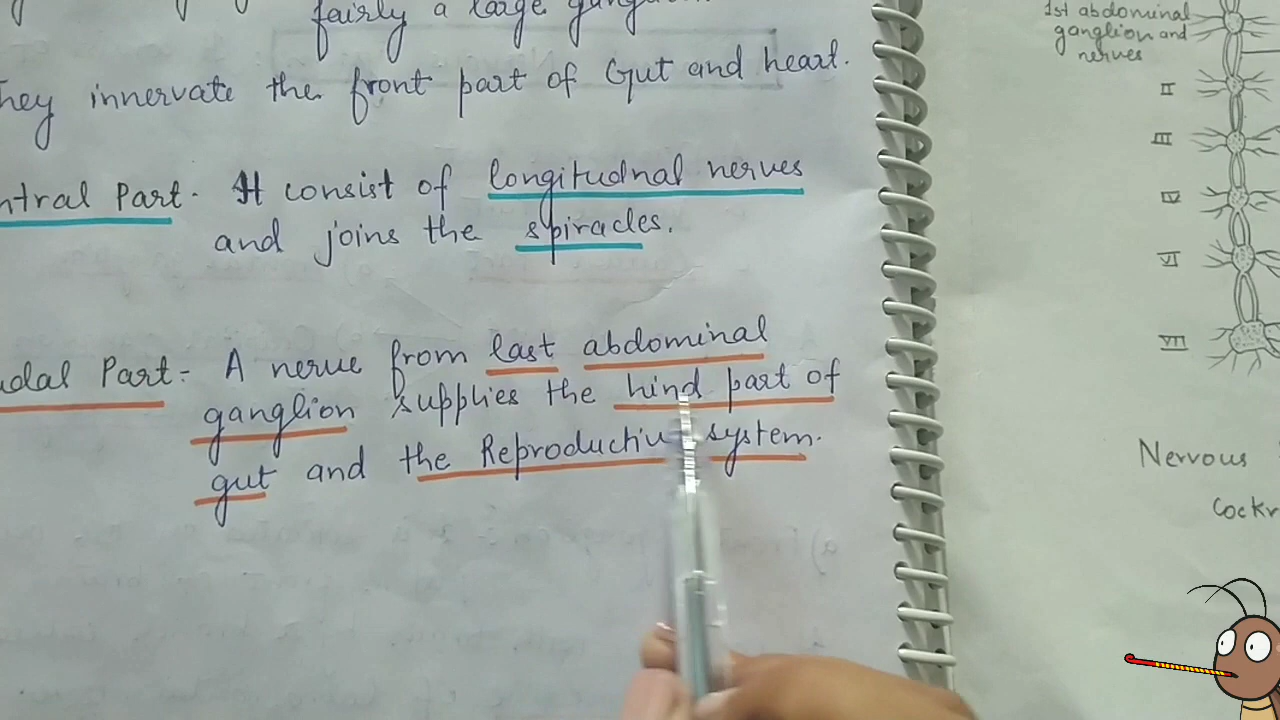 fairly a large
They innervate the front part of Gut and heart.
ntral Part. It consist of longitudnal nerves
and joins the spiracles.
udal Part= A nerve from last abdominal
ganglion supplies the hind part of
gut and the Reproductiv system.
1st abdominal
ganglion and
nerves
II
III
IV
VI
VII
Nervous
Cockr